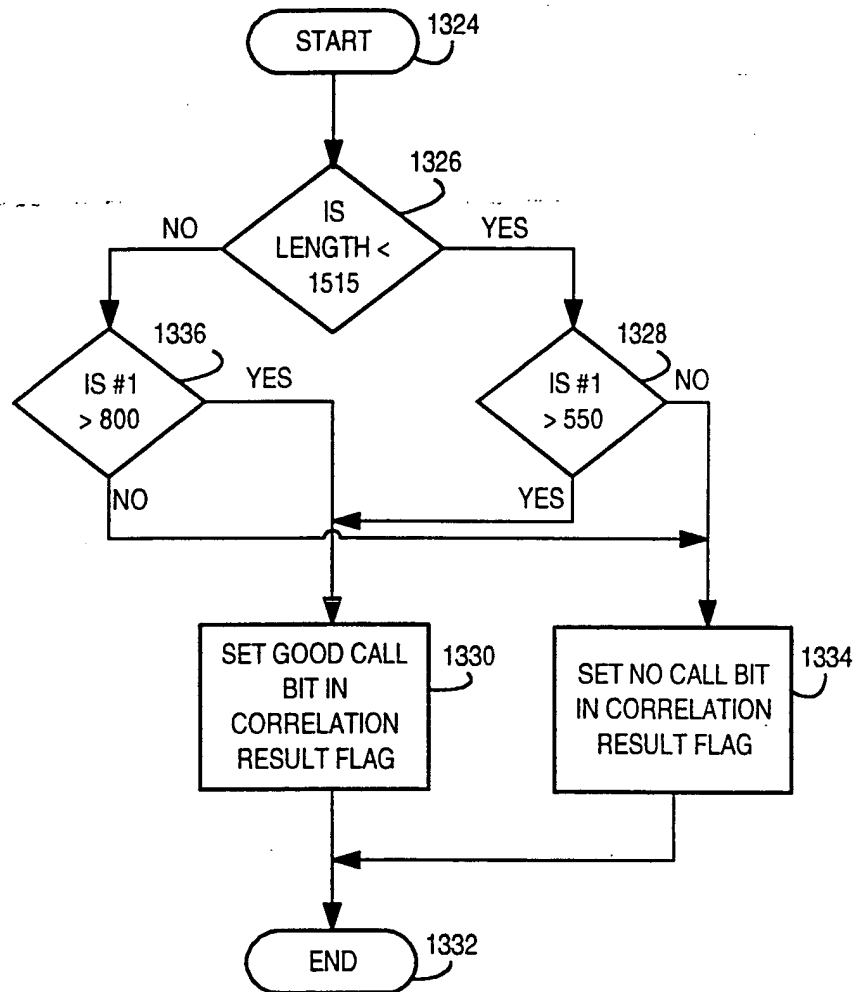 START
1324
1326
IS
LENGTH <
1515
NO
YES
1336
1328
IS #1
> 800
YES
IS #1
> 550
NO
NO
YES
SET GOOD CALL
BIT IN
CORRELATION
RESULT FLAG
1330
SET NO CALL BIT
IN CORRELATION
RESULT FLAG
1334
END
1332